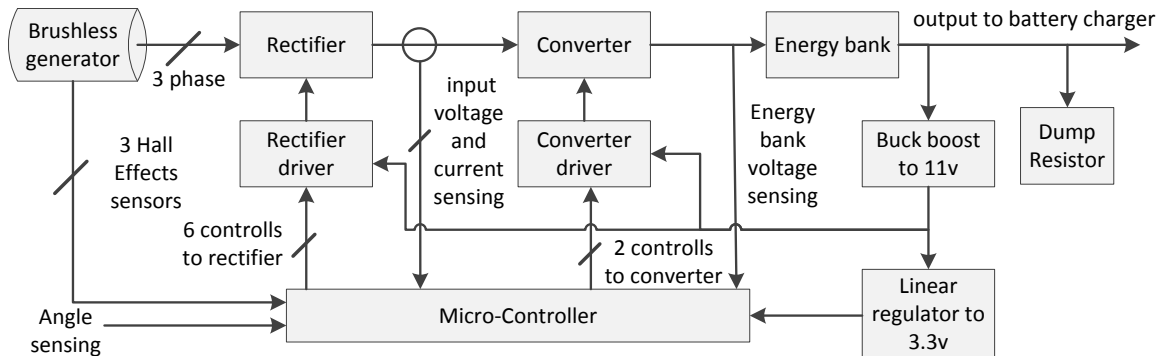 Brushless
generator
3 phase
Rectifier
Converter
Energy bank
output to battery charger
3 Hall
Effects
sensors
Rectifier
driver
input
voltage
and
current
sensing
Converter
driver
Energy
bank
voltage
sensing
Buck boost
to 11v
Dump
Resistor
6 controlls
to rectifier
2 controlls
to converter
Angle
sensing
Micro-Controller
Linear
regulator to
3.3v